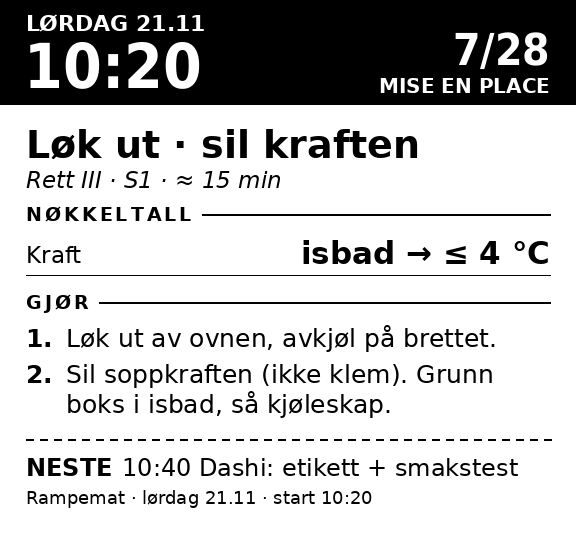 LØRDAG 21.11
10:20
7/28
MISE EN PLACE
Løk ut · sil kraften
Rett III · S1 · ≈ 15 min
NØKKELTALL
Kraft isbad → ≤ 4 °C
GJØR
1. Løk ut av ovnen, avkjøl på brettet.
2. Sil soppkraften (ikke klem). Grunn
boks i isbad, så kjøleskap.
NESTE 10:40 Dashi: etikett + smakstest
Rampemat · lørdag 21.11 · start 10:20